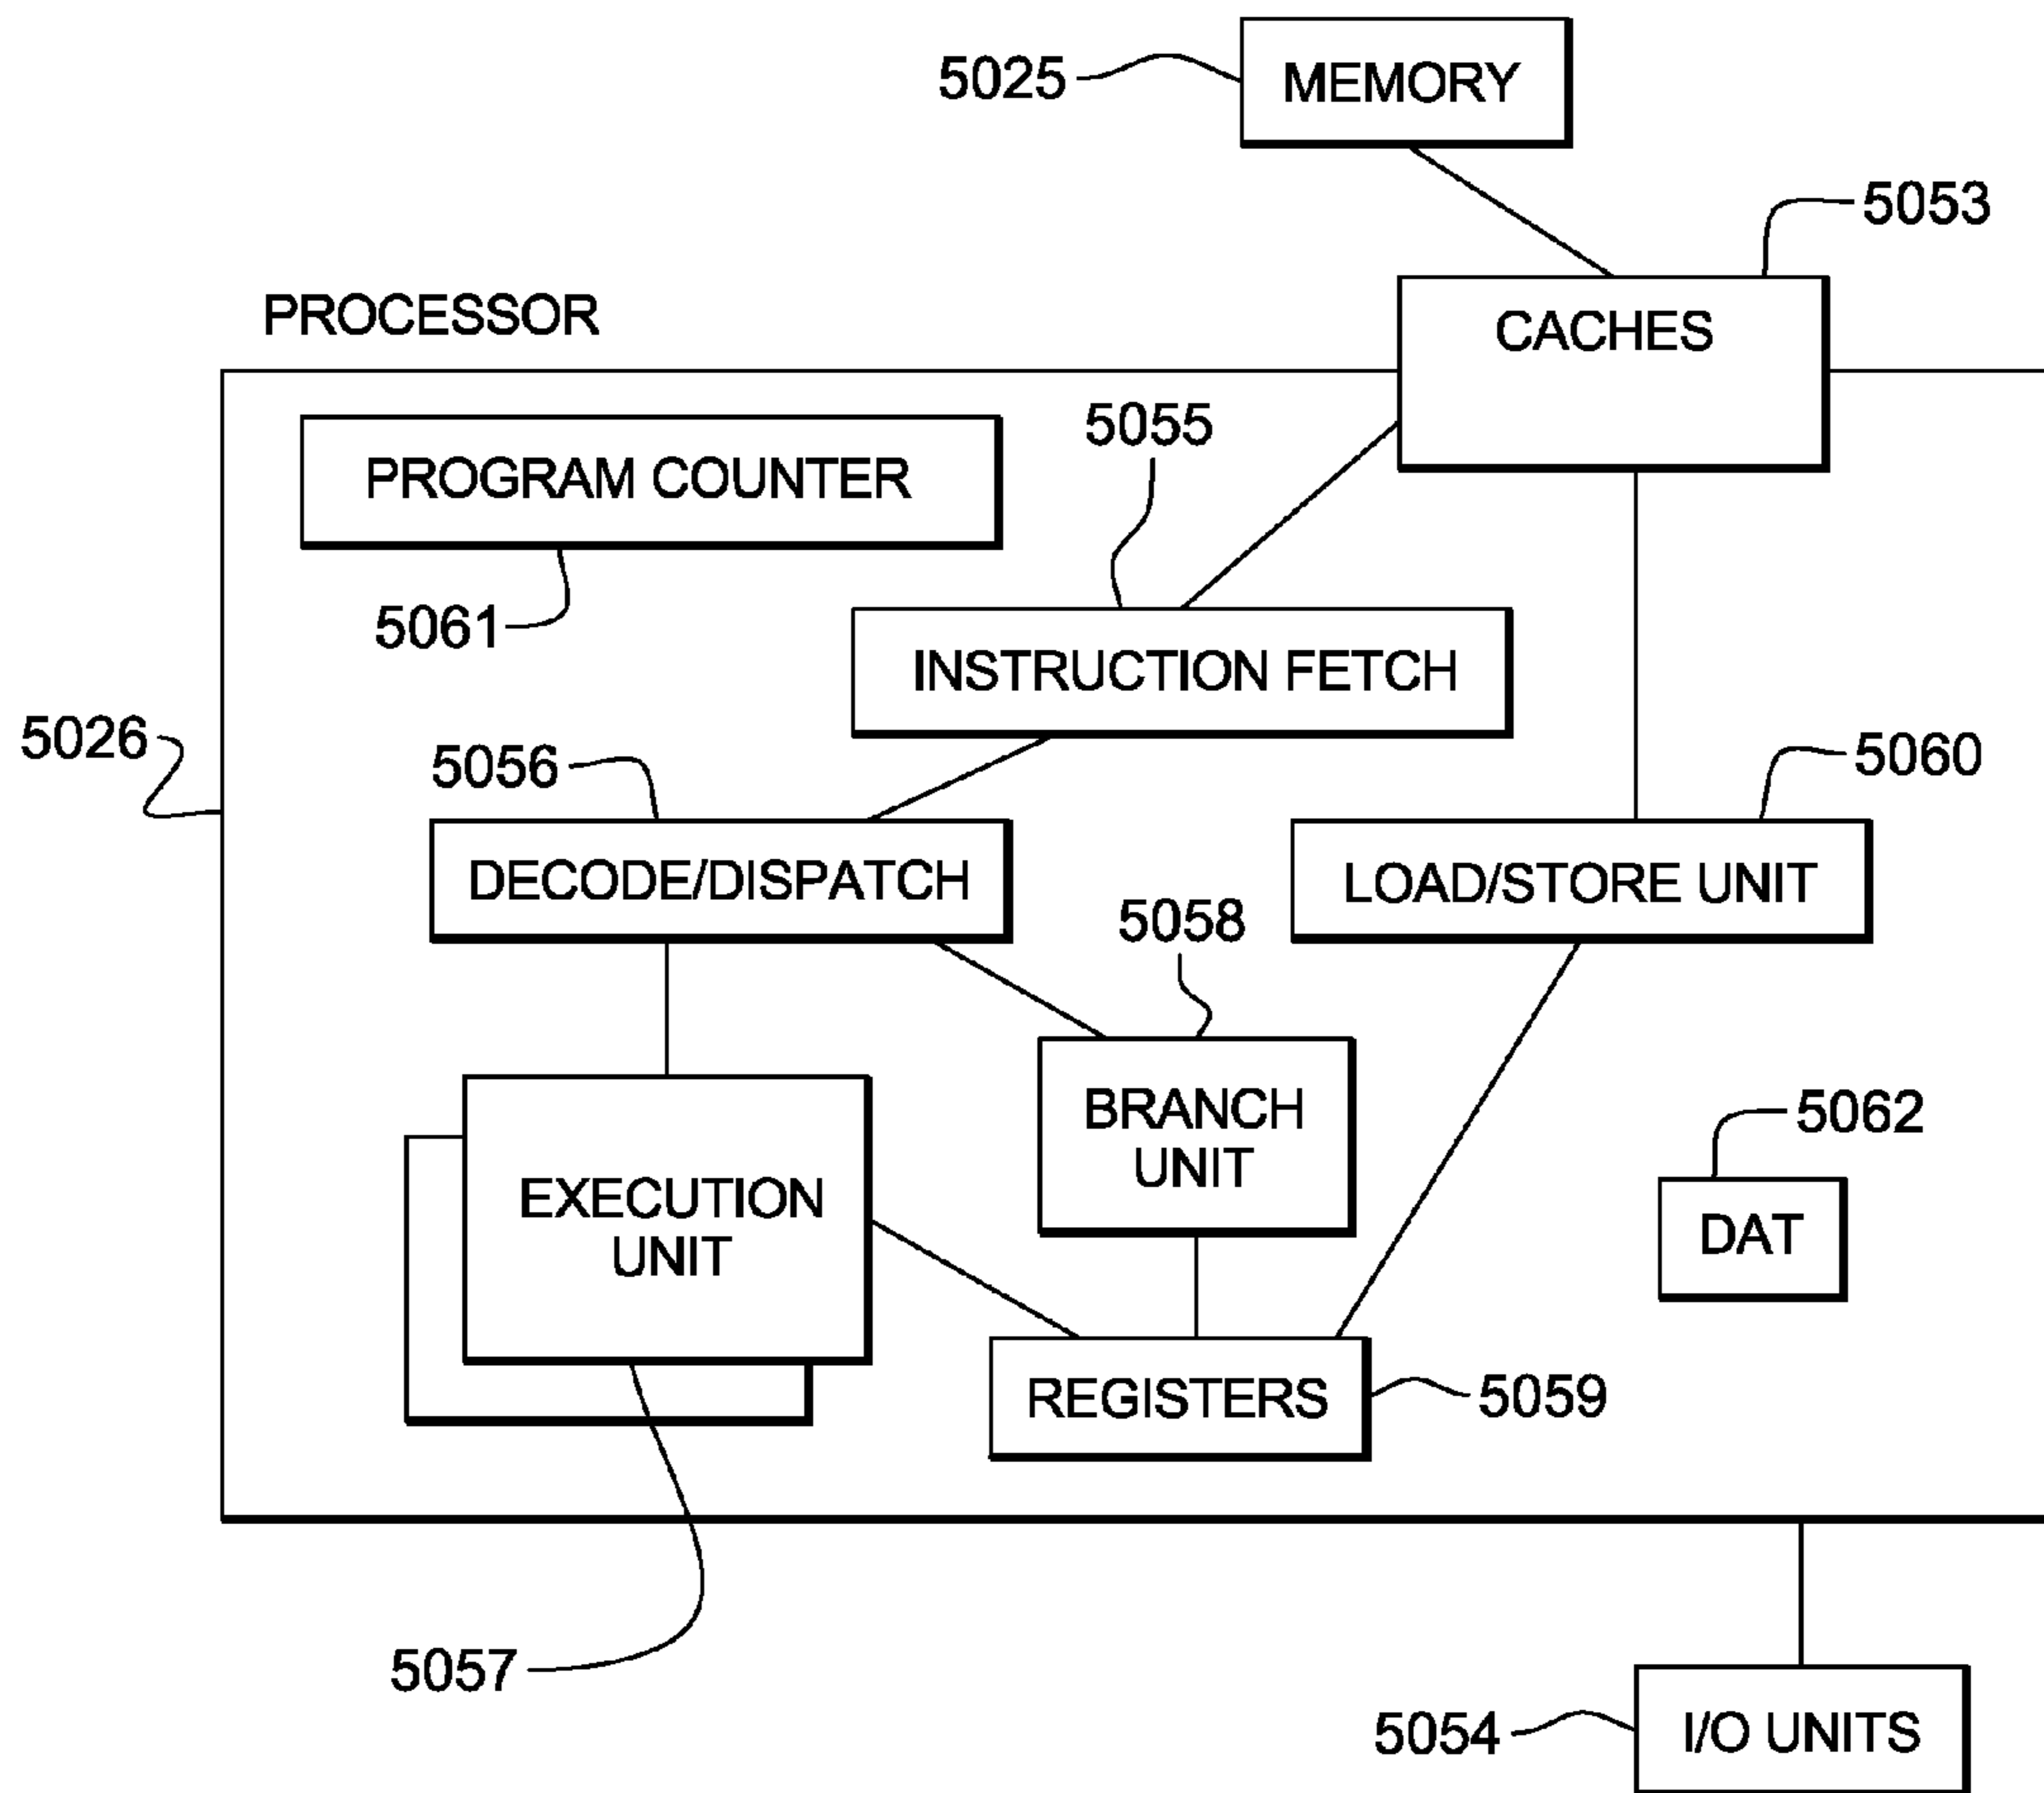 MEMORY
5025
5053
CACHES
PROCESSOR
5055
PROGRAM COUNTER
5061
INSTRUCTION FETCH
5026
5056
5060
DECODE/DISPATCH
LOAD/STORE UNIT
5058
BRANCH
UNIT
5062
EXECUTION
UNIT
DAT
REGISTERS
5059
5057
5054
I/O UNITS